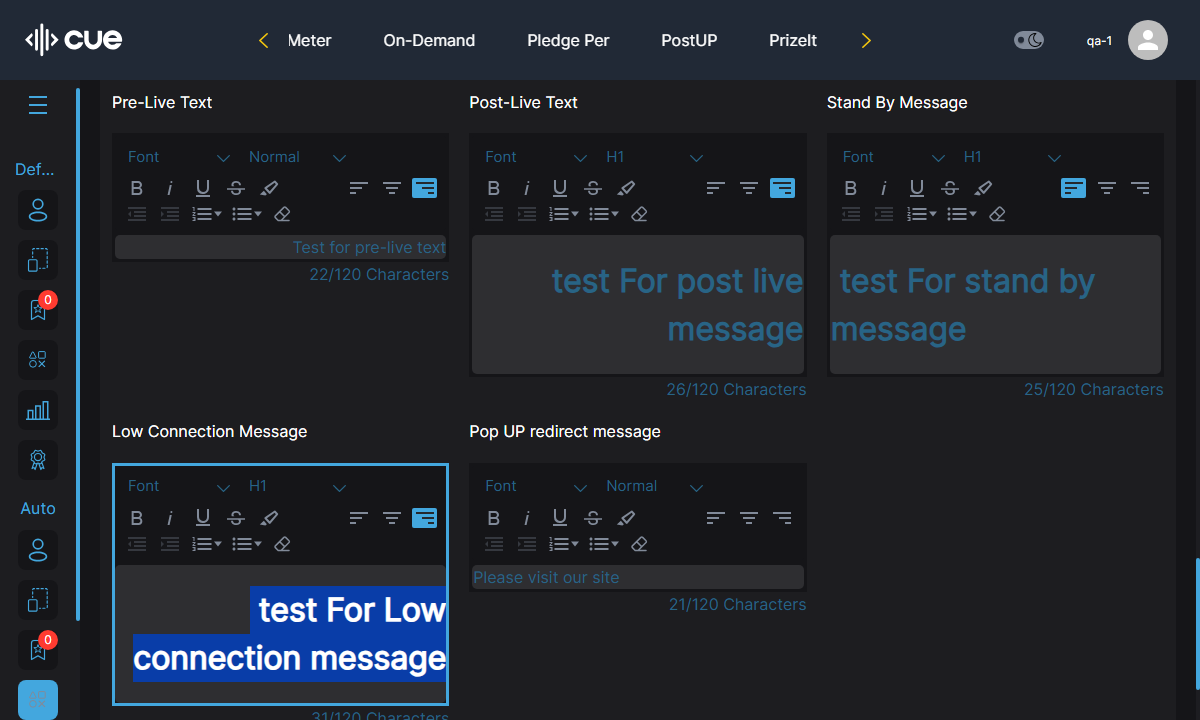 cue
Meter
On-Demand
Pledge Per
PostUP
PrizeIt
qa-1
Def...
0
Auto
0
Pre-Live Text
Font
Normal
Test for pre-live text
22/120 Characters
Post-Live Text
Font
H1
test For post live
message
26/120 Characters
Stand By Message
Font
H1
test For stand by
message
25/120 Characters
Low Connection Message
Font
H1
test For Low
connection message
31/120 Characters
Pop UP redirect message
Font
Normal
Please visit our site
21/120 Characters